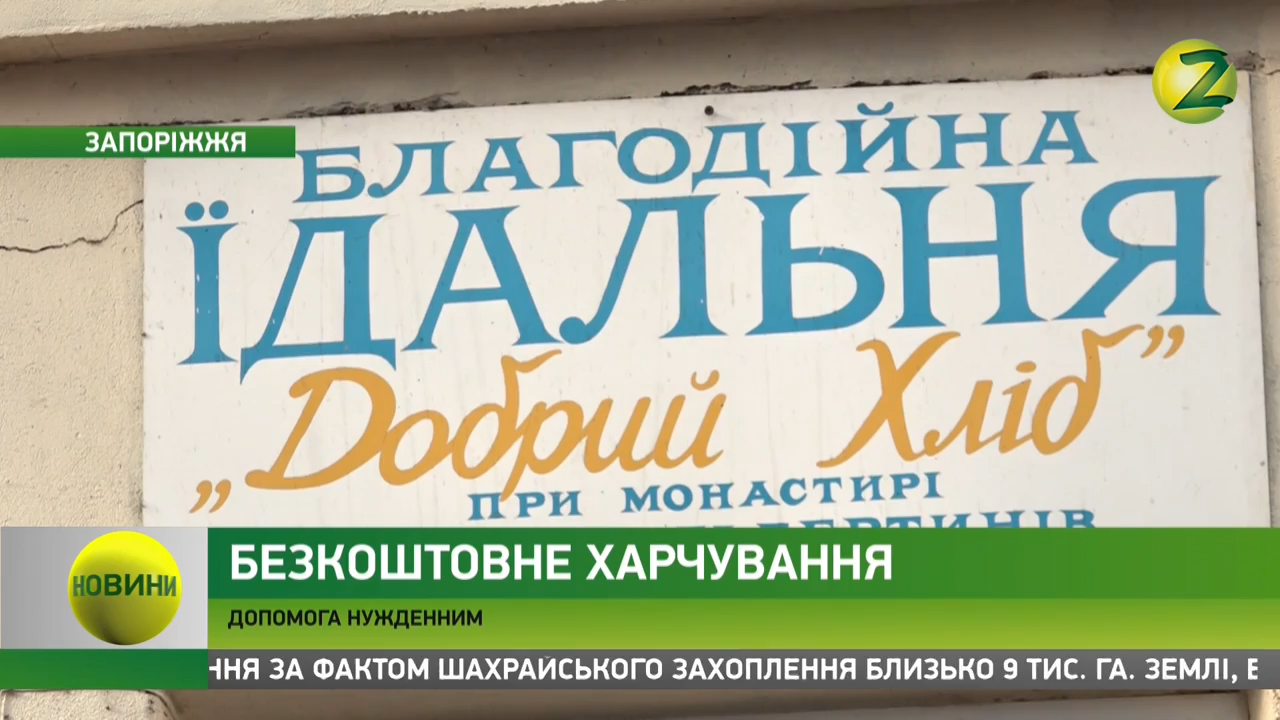 Z
ЗАПОРІЖЖЯ
БЛАГОДІЙНА
ЇДАЛЬНЯ
„Добрий Хліб”
ПРИ МОНАСТИРІ
НОВИНИ
БЕЗКОШТОВНЕ ХАРЧУВАННЯ
ДОПОМОГА НУЖДЕННИМ
ННЯ ЗА ФАКТОМ ШАХРАЙСЬКОГО ЗАХОПЛЕННЯ БЛИЗЬКО 9 ТИС. ГА. ЗЕМЛІ, В